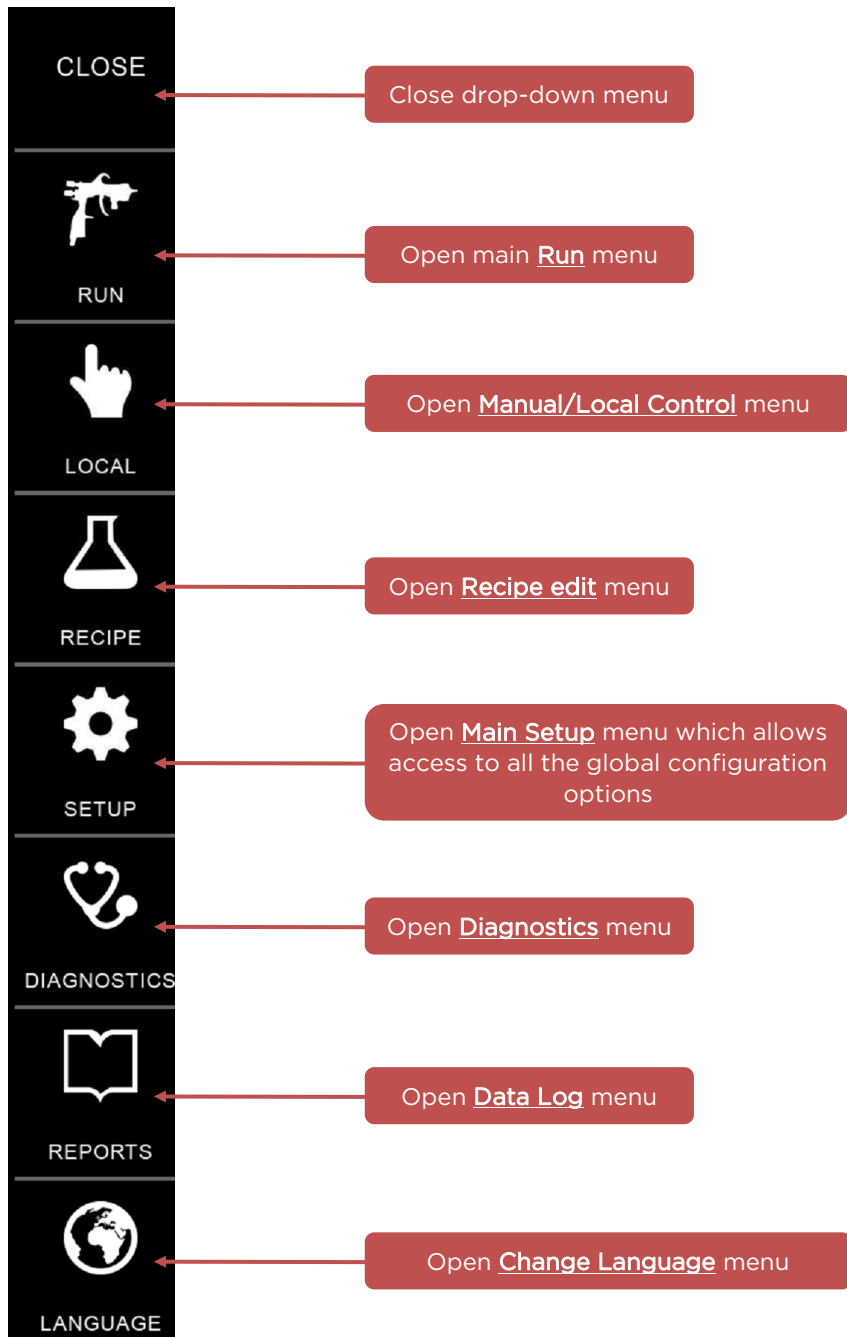 CLOSE
Close drop-down menu
RUN
Open main Run menu
LOCAL
Open Manual/Local Control menu
RECIPE
Open Recipe edit menu
SETUP
Open Main Setup menu which allows
access to all the global configuration
options
DIAGNOSTICS
Open Diagnostics menu
REPORTS
Open Data Log menu
LANGUAGE
Open Change Language menu